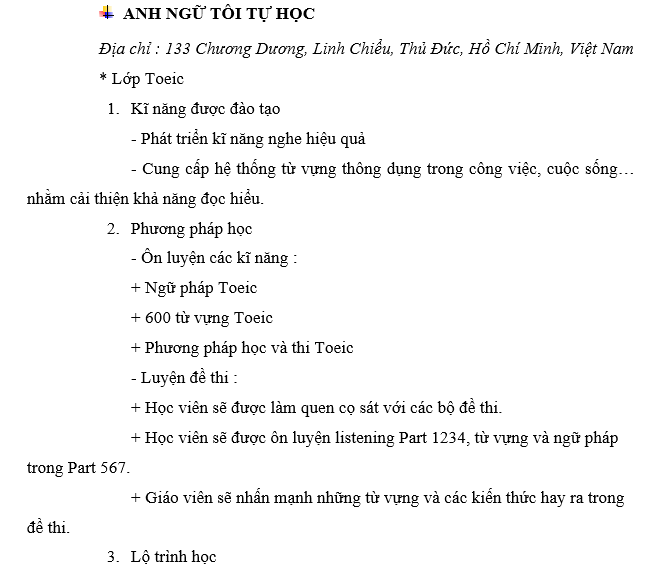 ANH NGỮ TÔI TỰ HỌC
Địa chỉ : 133 Chương Dương, Linh Chiểu, Thủ Đức, Hồ Chí Minh, Việt Nam
* Lớp Toeic
1. Kĩ năng được đào tạo
- Phát triển kĩ năng nghe hiệu quả
- Cung cấp hệ thống từ vựng thông dụng trong công việc, cuộc sống…
nhằm cải thiện khả năng đọc hiểu.
2. Phương pháp học
- Ôn luyện các kĩ năng :
+ Ngữ pháp Toeic
+ 600 từ vựng Toeic
+ Phương pháp học và thi Toeic
- Luyện đề thi :
+ Học viên sẽ được làm quen cọ sát với các bộ đề thi.
+ Học viên sẽ được ôn luyện listening Part 1234, từ vựng và ngữ pháp
trong Part 567.
+ Giáo viên sẽ nhấn mạnh những từ vựng và các kiến thức hay ra trong
đề thi.
3. Lộ trình học